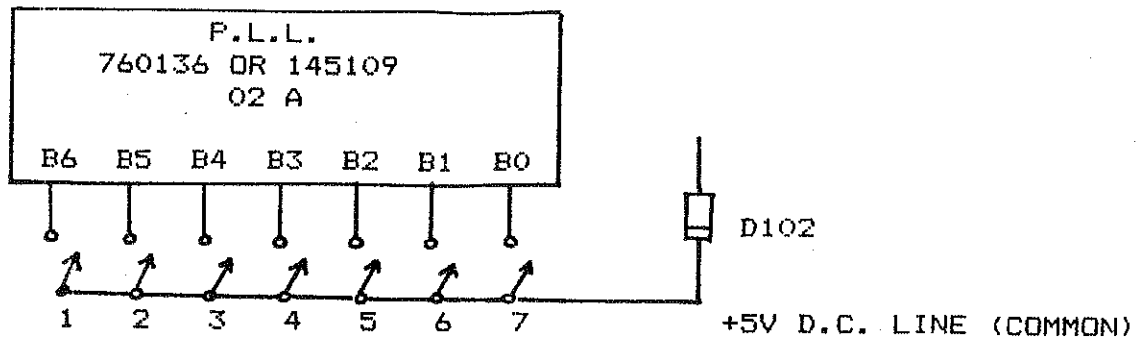 P.L.L.
760136 OR 145109
02 A
B6 B5 B4 B3 B2 B1 B0
D102
1 2 3 4 5 6 7
+5V D.C. LINE (COMMON)